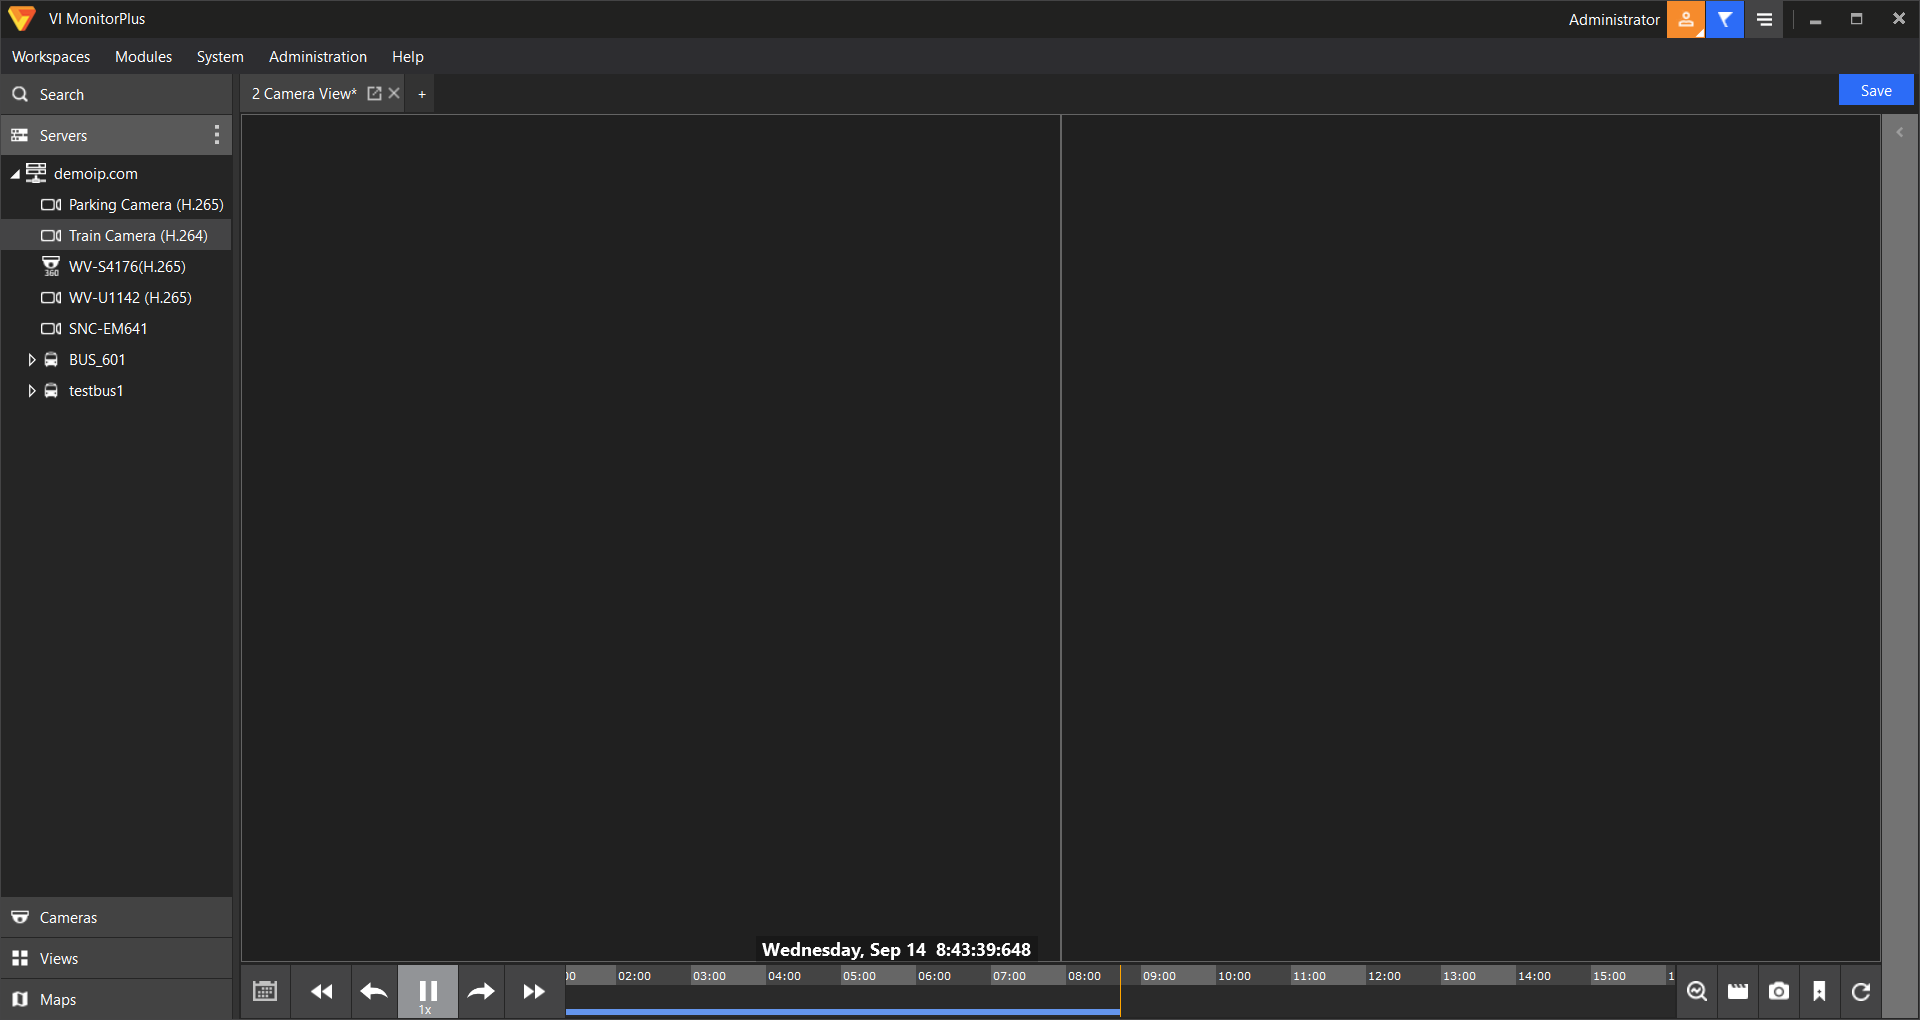 VI MonitorPlus
Administrator
Workspaces Modules System Administration Help
Search
2 Camera View* +
Save
Servers
demoip.com
Parking Camera (H.265)
Train Camera (H.264)
360
WV-S4176(H.265)
WV-U1142 (H.265)
SNC-EM641
BUS_601
testbus1
Cameras
Views
Maps
Wednesday, Sep 14 8:43:39:648
02:00 03:00 04:00 05:00 06:00 07:00 08:00 09:00 10:00 11:00 12:00 13:00 14:00 15:00
1x